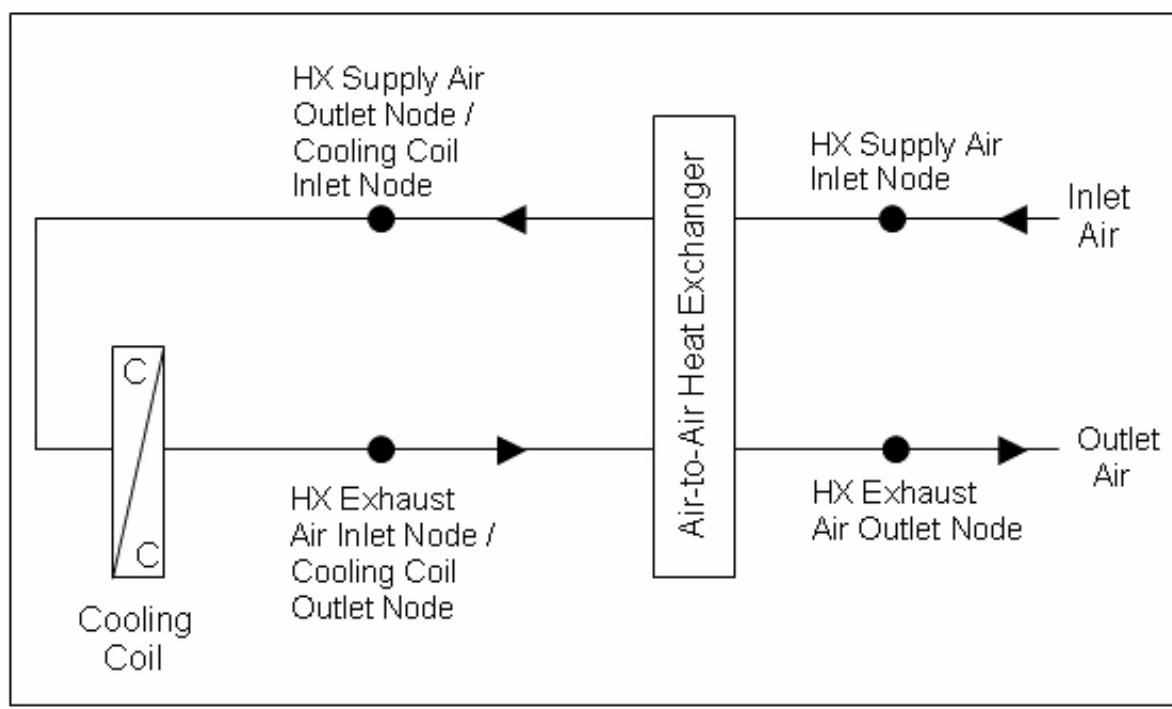 HX Supply Air
Outlet Node /
Cooling Coil
Inlet Node
HX Supply Air
Inlet Node
Inlet
Air
Air-to-Air Heat Exchanger
C
C
Cooling
Coil
HX Exhaust
Air Inlet Node /
Cooling Coil
Outlet Node
HX Exhaust
Air Outlet Node
Outlet
Air